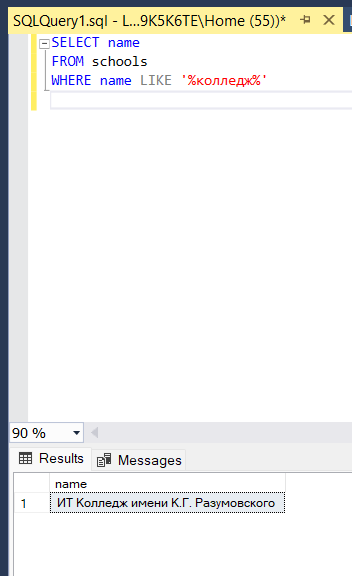 SQLQuery1.sql - L...9K5K6TE\Home (55))*
SELECT name
FROM schools
WHERE name LIKE '%колледж%'
90 %
Results Messages
name
1 ИТ Колледж имени К.Г. Разумовского